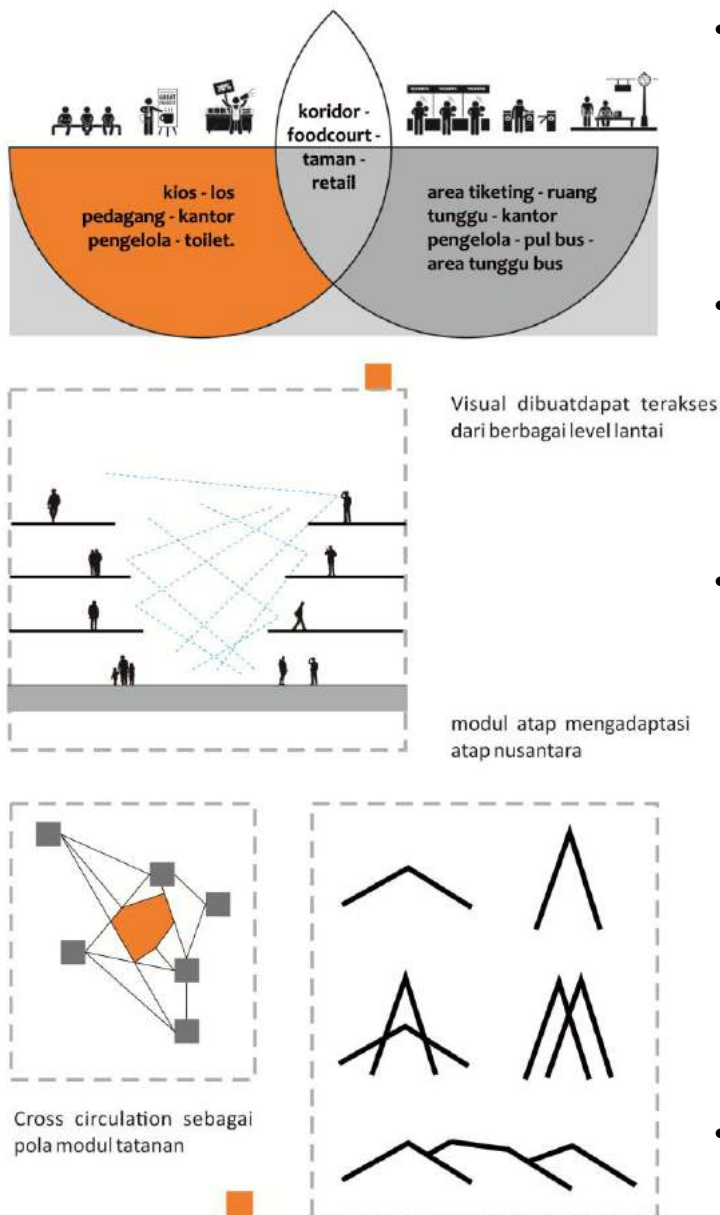 koridor -
foodcourt -
taman -
retail
kios - los
pedagang - kantor
pengelola - toilet.
area tiketing - ruang
tunggu - kantor
pengelola - pul bus -
area tunggu bus
Visual dibuatdapat terakses
dari berbagai level lantai
modul atap mengadaptasi
atap nusantara
Cross circulation sebagai
pola modul tatanan